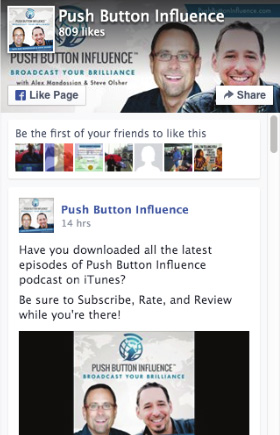 PushButtonInfluence.com
Push Button Influence
809 likes
PUSH BUTTON INFLUENCE™
BROADCAST YOUR BRILLIANCE
with Alex Mandossian & Steve Olsher
Like Page
Share
Be the first of your friends to like this
Push Button Influence
14 hrs
Have you downloaded all the latest
episodes of Push Button Influence
podcast on iTunes?
Be sure to Subscribe, Rate, and Review
while you're there!
PUSH BUTTON INFLUENCE™
BROADCAST YOUR BRILLIANCE